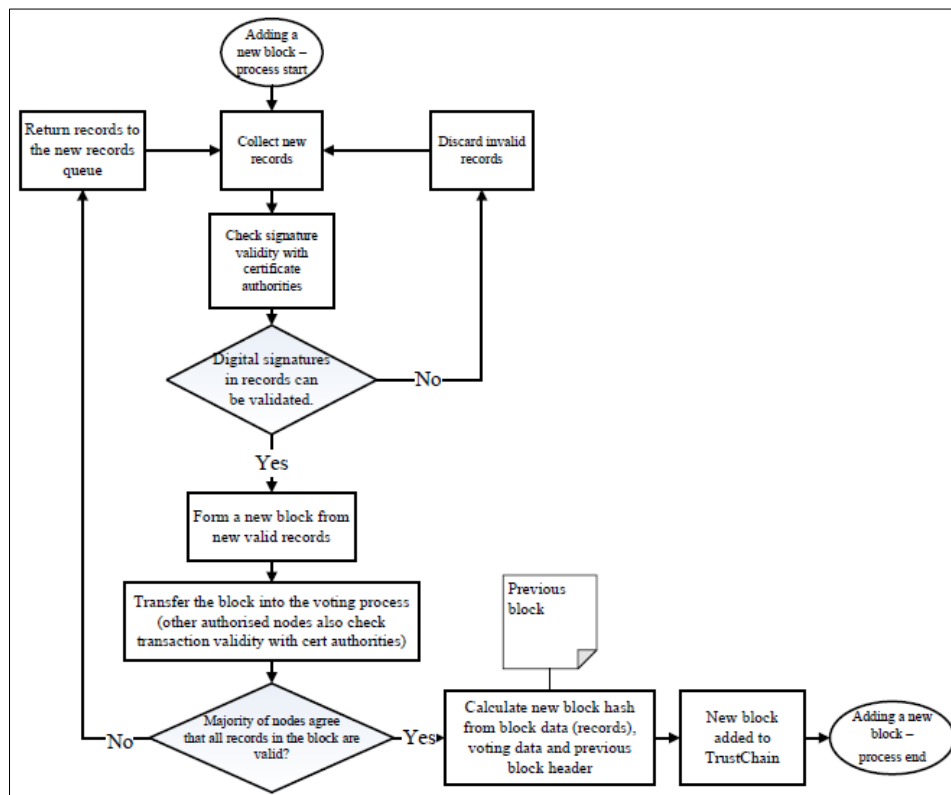 Adding a
new block –
process start
Return records to
the new records
queue
Collect new
records
Discard invalid
records
Check signature
validity with
certificate
authorities
Digital signatures
in records can
be validated.
No
Yes
Form a new block from
new valid records
Transfer the block into the voting process
(other authorised nodes also check
transaction validity with cert authorities)
Previous
block
Majority of nodes agree
that all records in the block are
valid?
No
Yes
Calculate new block hash
from block data (records),
voting data and previous
block header
New block
added to
TrustChain
Adding a new
block –
process end